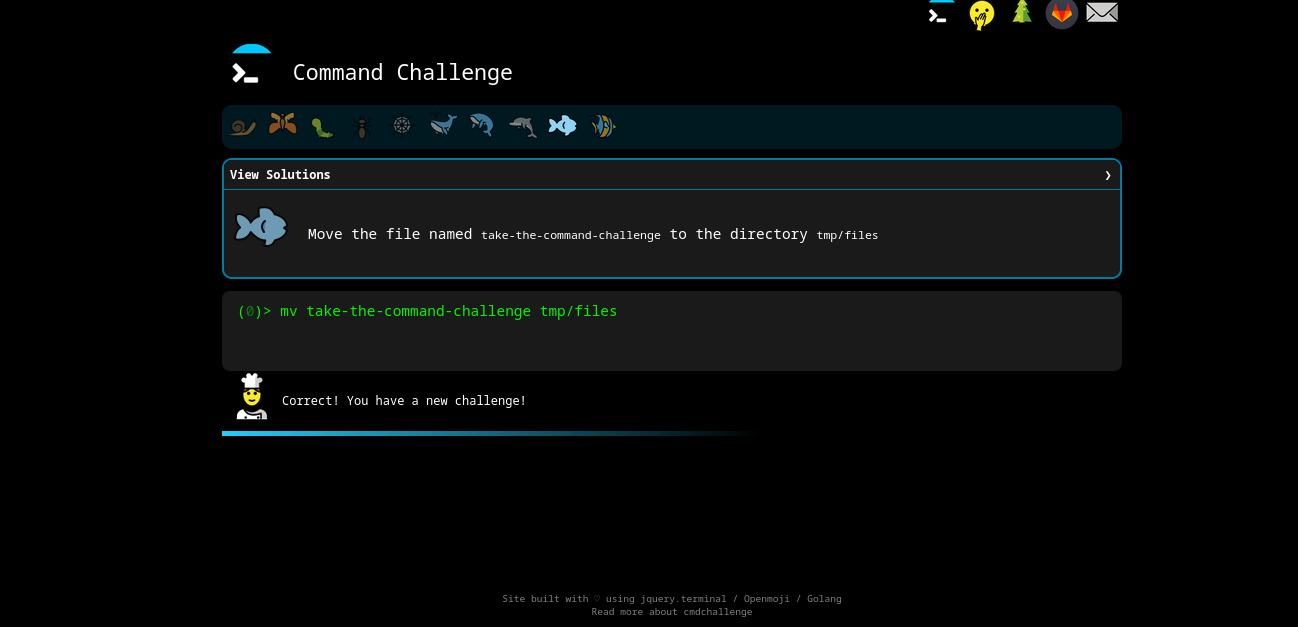 Command Challenge
View Solutions ❯
Move the file named take-the-command-challenge to the directory tmp/files
(0)> mv take-the-command-challenge tmp/files
Correct! You have a new challenge!
Site built with ♡ using jquery.terminal / Openmoji / Golang
Read more about cmdchallenge